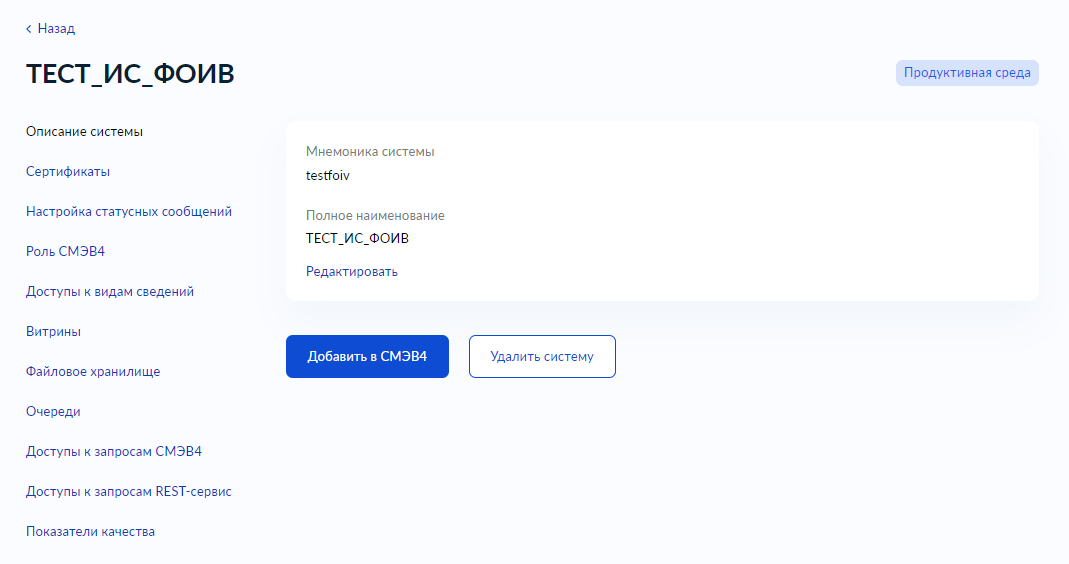 Назад
ТЕСТ_ИС_ФОИВ
Продуктивная среда
Описание системы
Сертификаты
Настройка статусных сообщений
Роль СМЭВ4
Доступы к видам сведений
Витрины
Файловое хранилище
Очереди
Доступы к запросам СМЭВ4
Доступы к запросам REST-сервис
Показатели качества
Мнемоника системы
testfoiv
Полное наименование
ТЕСТ_ИС_ФОИВ
Редактировать
Добавить в СМЭВ4
Удалить систему